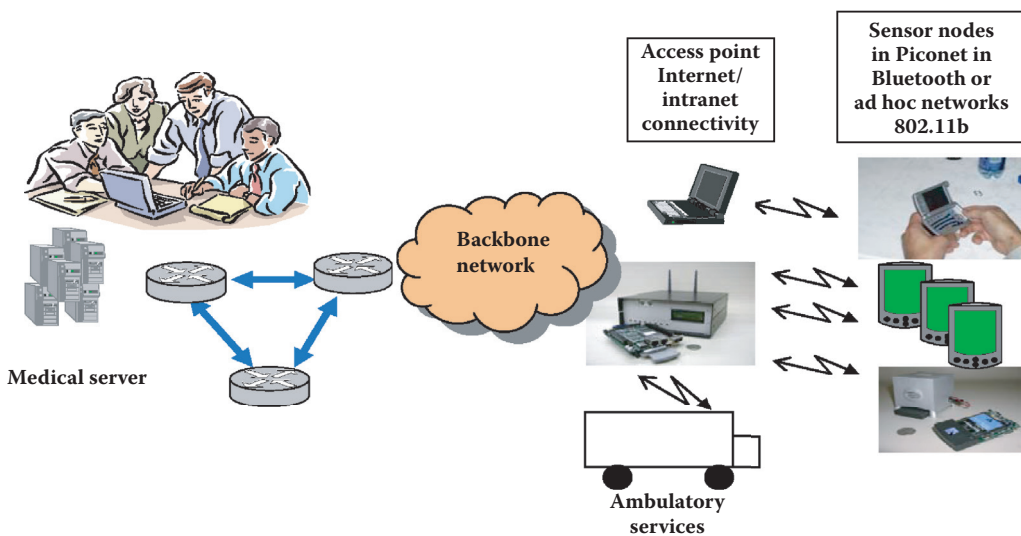 Access point
Internet/
intranet
connectivity
Sensor nodes
in Piconet in
Bluetooth or
ad hoc networks
802.11b
Backbone
network
Medical server
Ambulatory
services